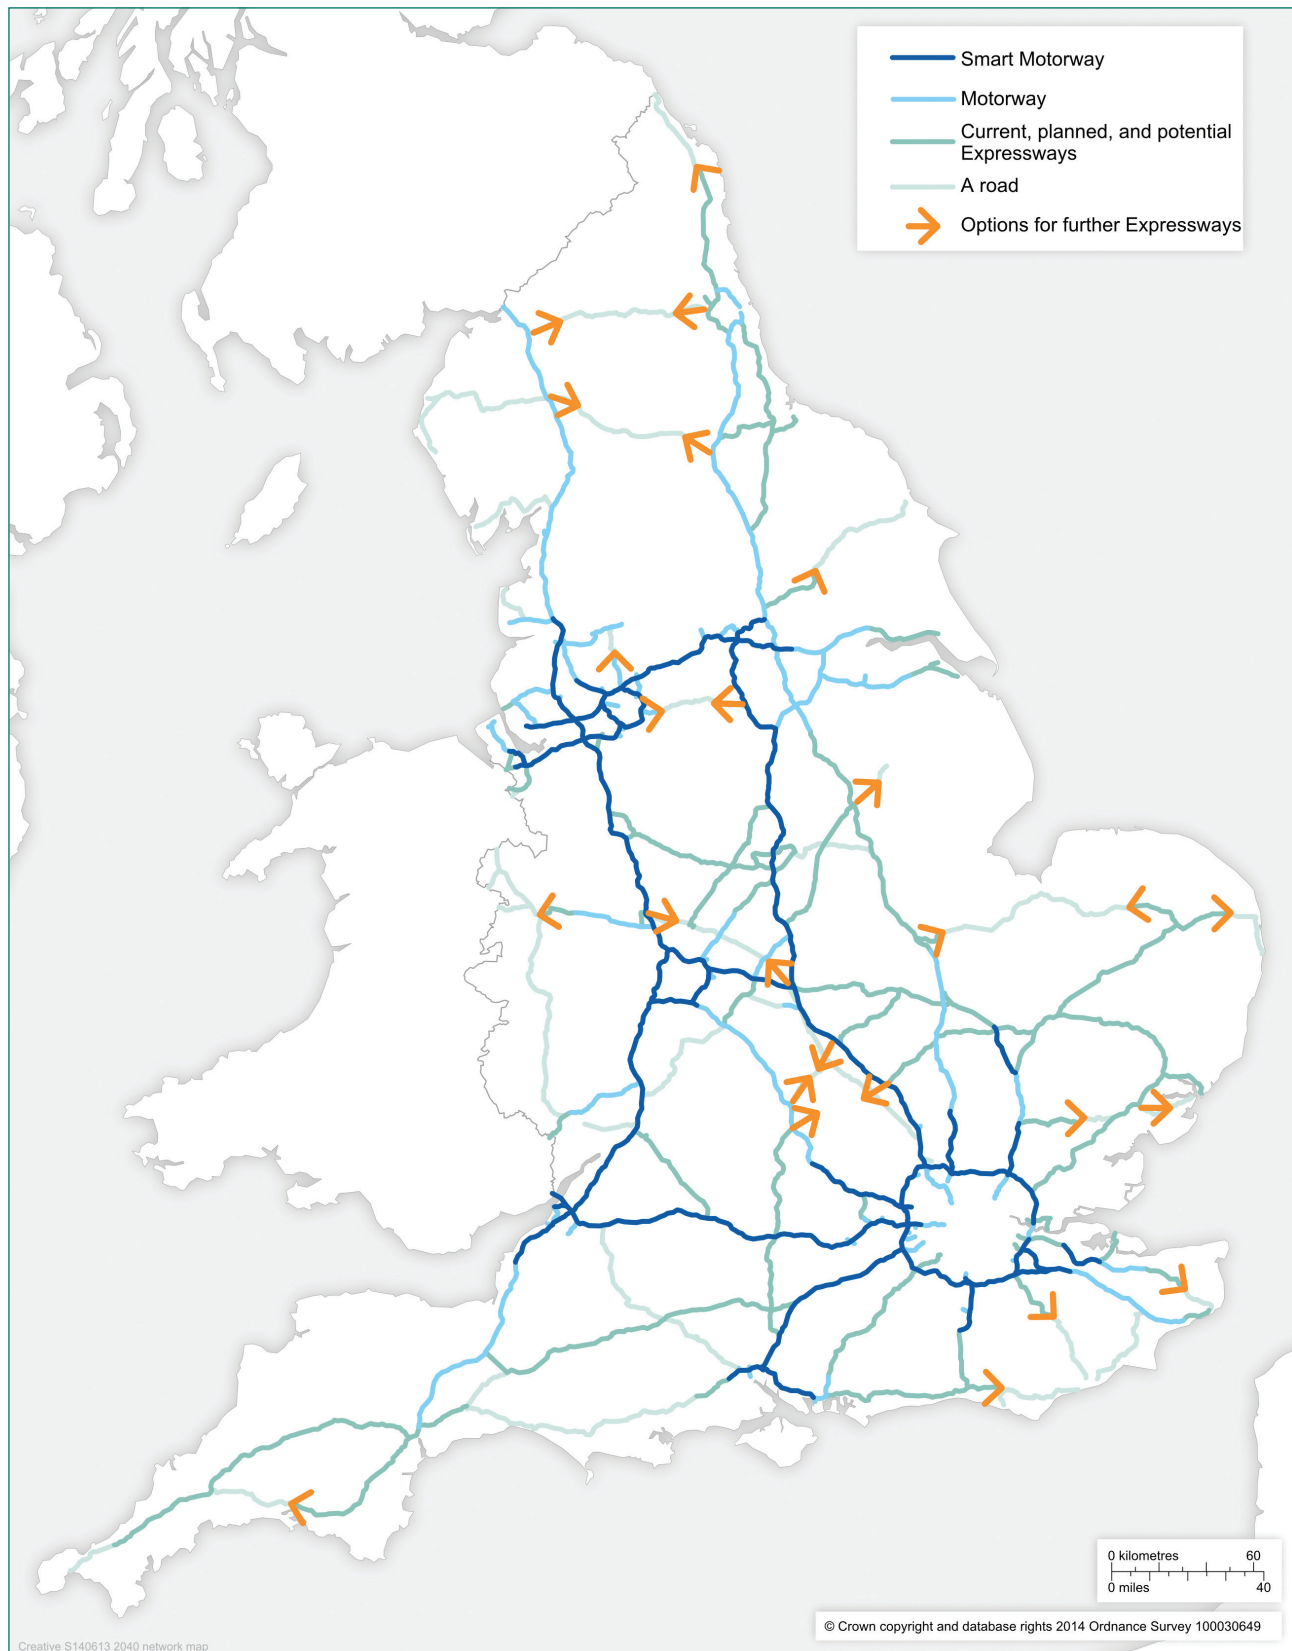 Smart Motorway
Motorway
Current, planned, and potential
Expressways
A road
Options for further Expressways
0 kilometres 60
0 miles 40
© Crown copyright and database rights 2014 Ordnance Survey 100030649
Creative S140613 2040 network map